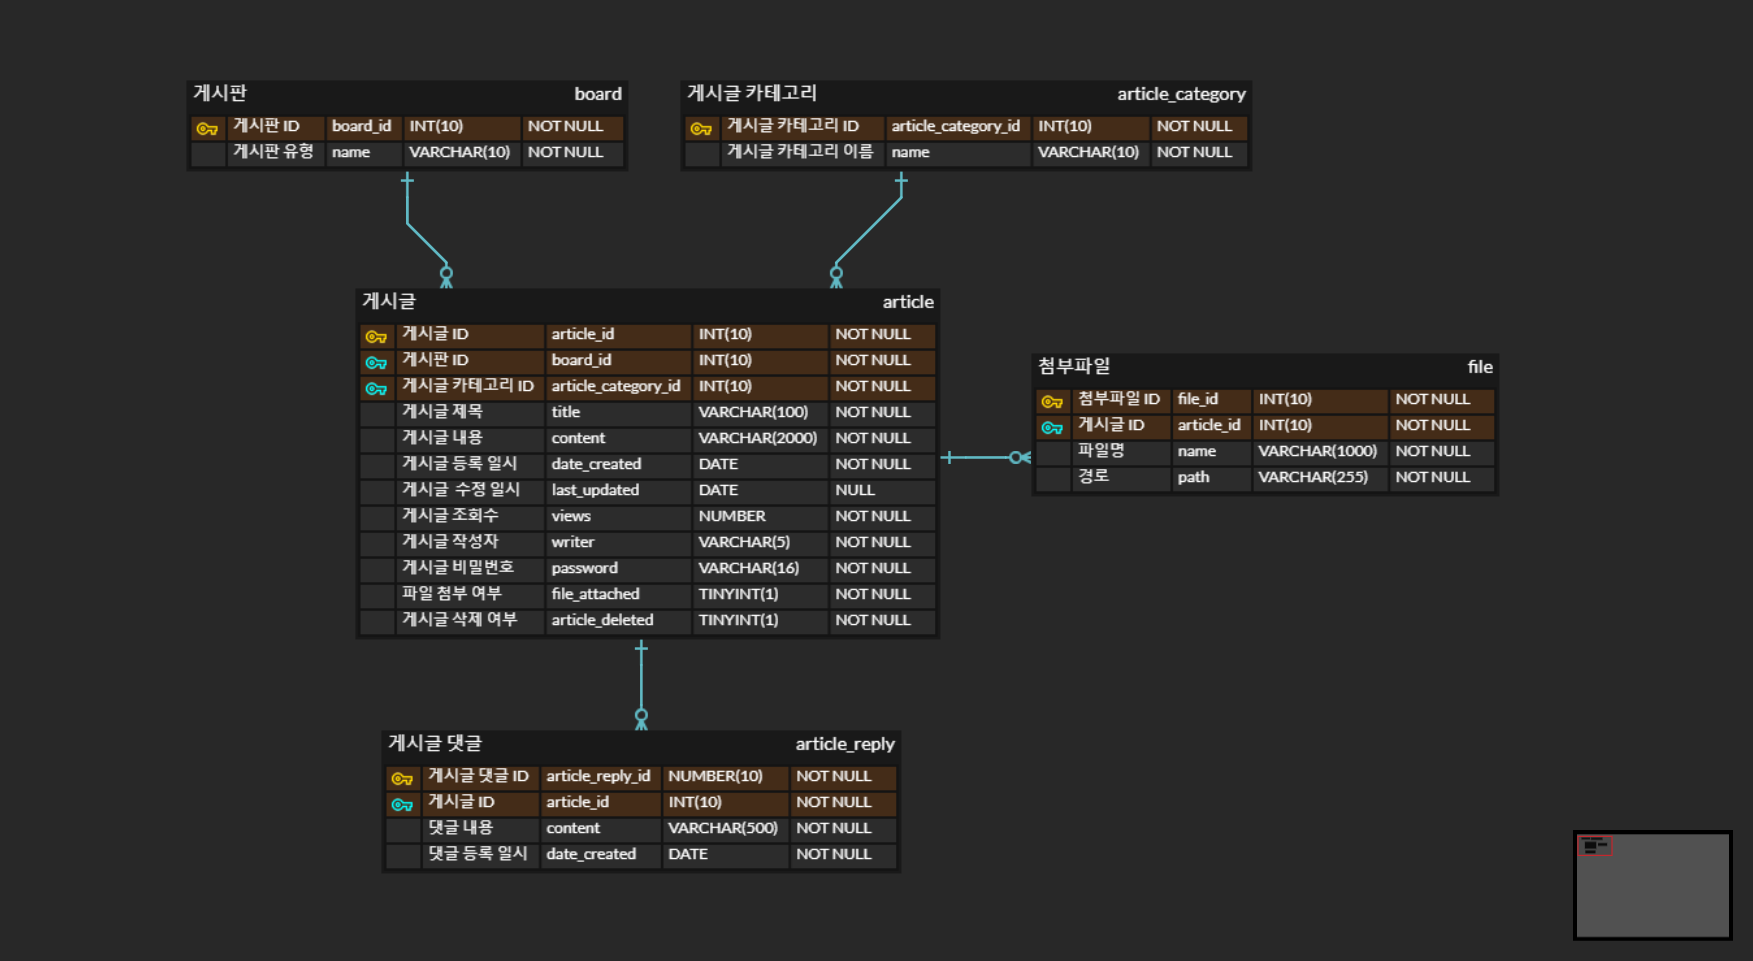 게시판 board
게시판 ID board_id INT(10) NOT NULL
게시판 유형 name VARCHAR(10) NOT NULL
게시글 카테고리 article_category
게시글 카테고리 ID article_category_id INT(10) NOT NULL
게시글 카테고리 이름 name VARCHAR(10) NOT NULL
게시글 article
게시글 ID article_id INT(10) NOT NULL
게시판 ID board_id INT(10) NOT NULL
게시글 카테고리 ID article_category_id INT(10) NOT NULL
게시글 제목 title VARCHAR(100) NOT NULL
게시글 내용 content VARCHAR(2000) NOT NULL
게시글 등록 일시 date_created DATE NOT NULL
게시글 수정 일시 last_updated DATE NULL
게시글 조회수 views NUMBER NOT NULL
게시글 작성자 writer VARCHAR(5) NOT NULL
게시글 비밀번호 password VARCHAR(16) NOT NULL
파일 첨부 여부 file_attached TINYINT(1) NOT NULL
게시글 삭제 여부 article_deleted TINYINT(1) NOT NULL
첨부파일 file
첨부파일 ID file_id INT(10) NOT NULL
게시글 ID article_id INT(10) NOT NULL
파일명 name VARCHAR(1000) NOT NULL
경로 path VARCHAR(255) NOT NULL
게시글 댓글 article_reply
게시글 댓글 ID article_reply_id NUMBER(10) NOT NULL
게시글 ID article_id INT(10) NOT NULL
댓글 내용 content VARCHAR(500) NOT NULL
댓글 등록 일시 date_created DATE NOT NULL